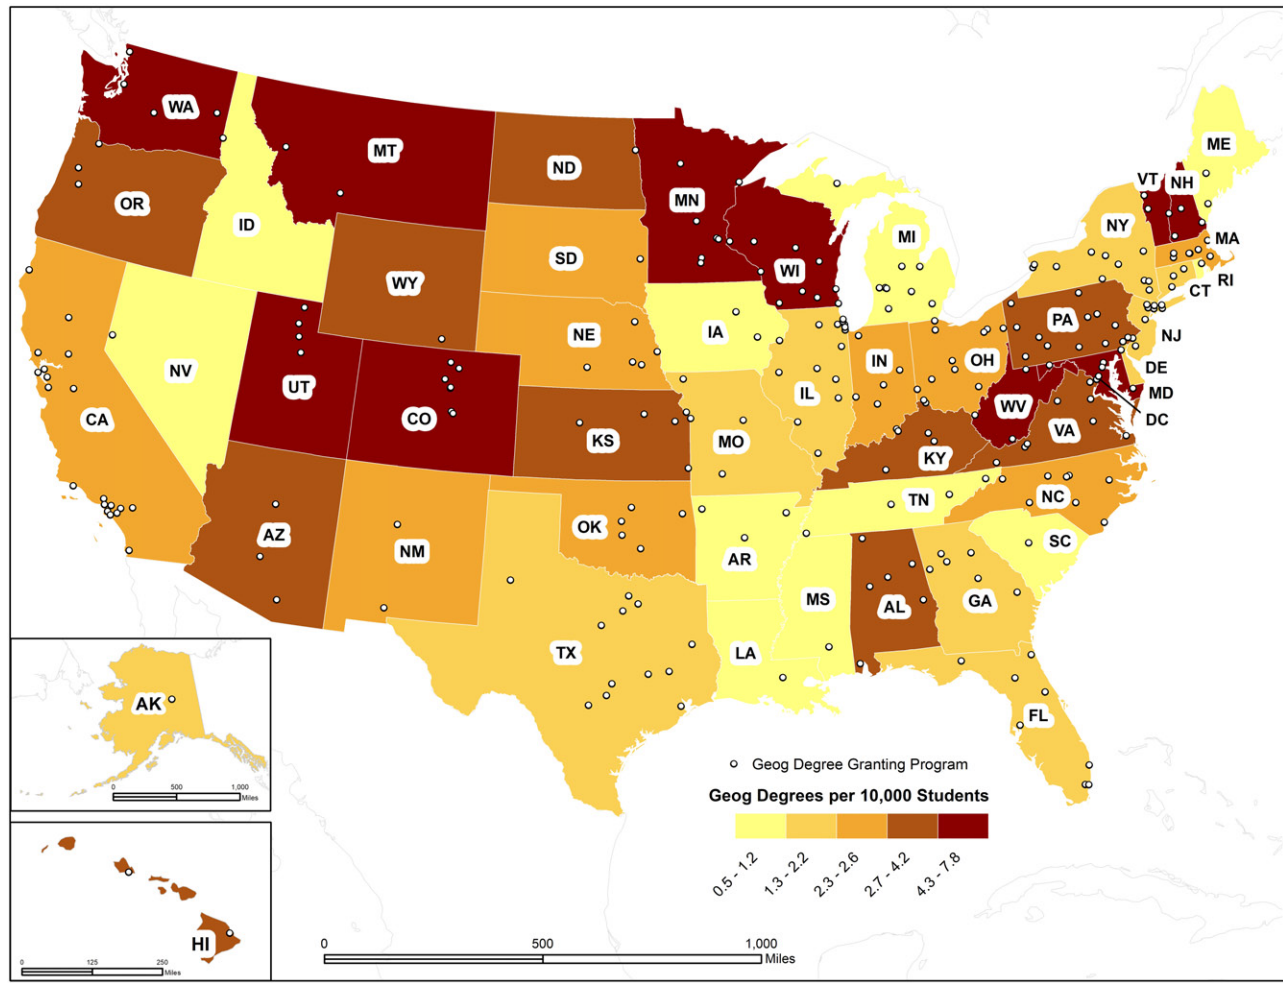 WA
MT
ND
MN
ME
VT
NH
OR
ID
SD
WI
MI
NY
MA
WY
RI
CT
IA
NE
PA
NJ
NV
UT
CO
IL
IN
OH
DE
MD
DC
CA
KS
MO
WV
VA
KY
AZ
NM
OK
TN
NC
AR
SC
MS
AL
GA
TX
LA
AK
FL
0 500 1,000
Miles
HI
0 125 250
Miles
Geog Degree Granting Program
Geog Degrees per 10,000 Students
0.5 - 1.2
1.3 - 2.2
2.3 - 2.6
2.7 - 4.2
4.3 - 7.8
0 500 1,000
Miles